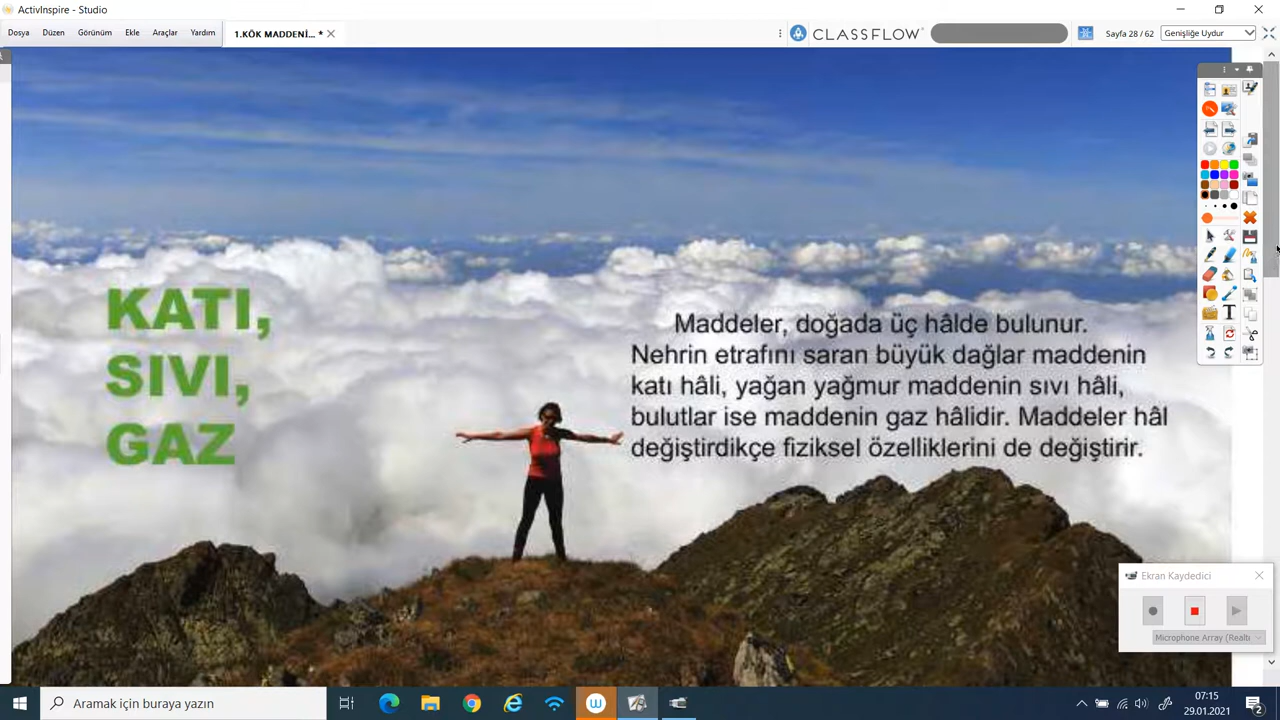 ActivInspire - Studio
Dosya Düzen Görünüm Ekle Araçlar Yardım
1.KÖK MADDENİ... *
CLASSFLOW
Sayfa 28 / 62
Genişliğe Uydur
KATI,
SIVI,
GAZ
Maddeler, doğada üç hâlde bulunur.
Nehrin etrafını saran büyük dağlar maddenin
katı hâli, yağan yağmur maddenin sıvı hâli,
bulutlar ise maddenin gaz hâlidir. Maddeler hâl
değiştirdikçe fiziksel özelliklerini de değiştirir.
Ekran Kaydedici
Microphone Array (Realti
Aramak için buraya yazın
07:15
29.01.2021
2